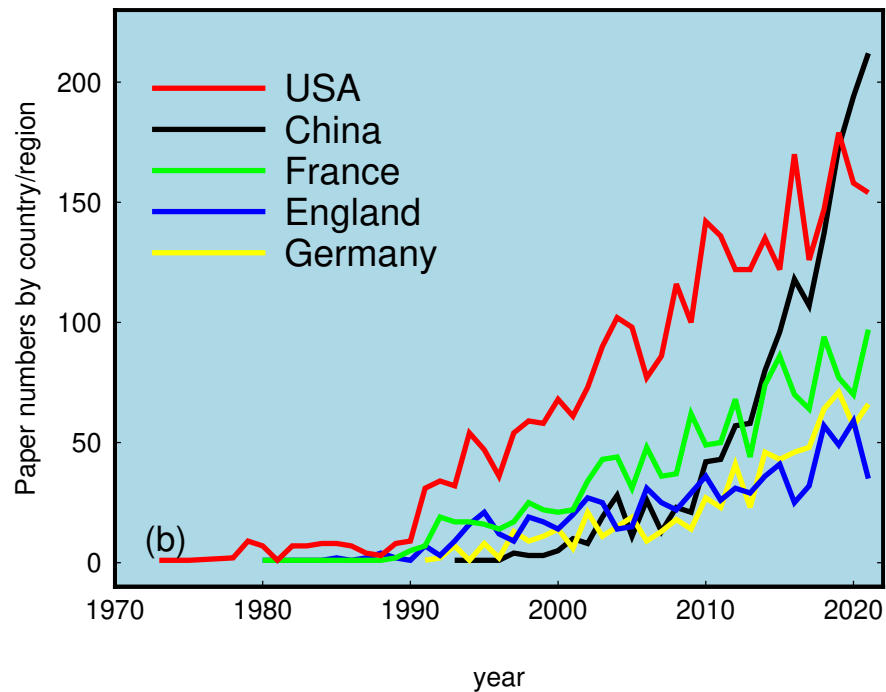 Paper numbers by country/region
200
150
100
50
0
USA
China
France
England
Germany
(b)
1970 1980 1990 2000 2010 2020
year